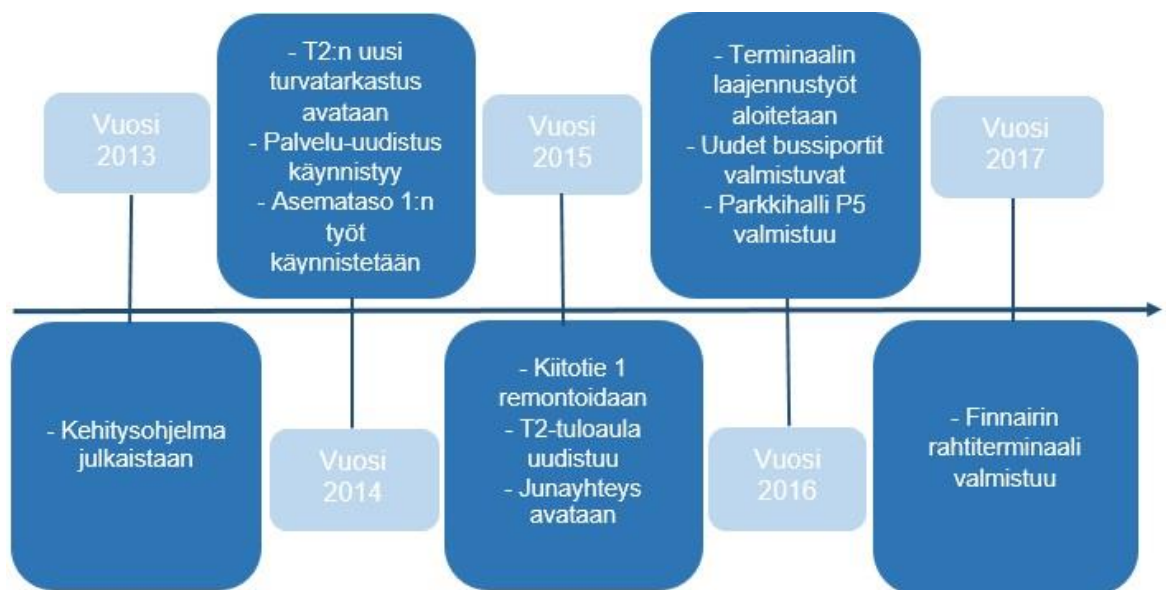 Vuosi
2013
- Kehitysohjelma
julkaistaan
- T2:n uusi
turvatarkastus
avataan
- Palvelu-uudistus
käynnistyy
- Asemataso 1:n
työt
käynnistetään
Vuosi
2014
Vuosi
2015
- Kiitotie 1
remontoidaan
- T2-tuloaula
uudistuu
- Junayhteys
avataan
- Terminaalin
laajennustyöt
aloitetaan
- Uudet bussiportit
valmistuvat
- Parkkihalli P5
valmistuu
Vuosi
2016
Vuosi
2017
- Finnairin
rahtiterminaali
valmistuu